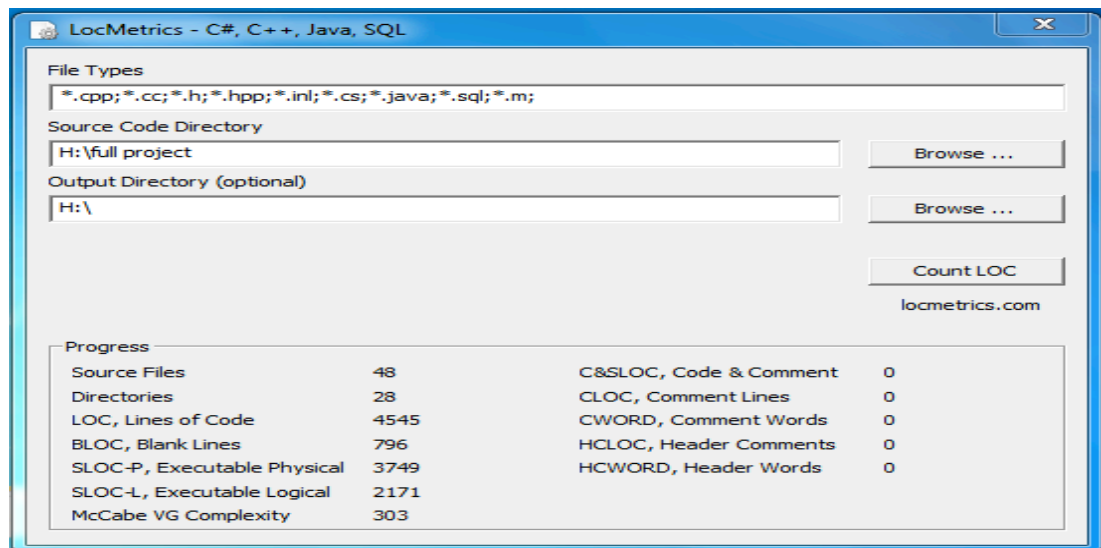 LocMetrics - C#, C++, Java, SQL
File Types
*.cpp;*.cc;*.h;*.hpp;*.inl;*.cs;*.java;*.sql;*.m;
Source Code Directory
H:\full project
Browse ...
Output Directory (optional)
H:\
Browse ...
Count LOC
locmetrics.com
Progress
Source Files 48 C&SLOC, Code & Comment 0
Directories 28 CLOC, Comment Lines 0
LOC, Lines of Code 4545 CWORD, Comment Words 0
BLOC, Blank Lines 796 HCLOC, Header Comments 0
SLOC-P, Executable Physical 3749 HCWORD, Header Words 0
SLOC-L, Executable Logical 2171
McCabe VG Complexity 303